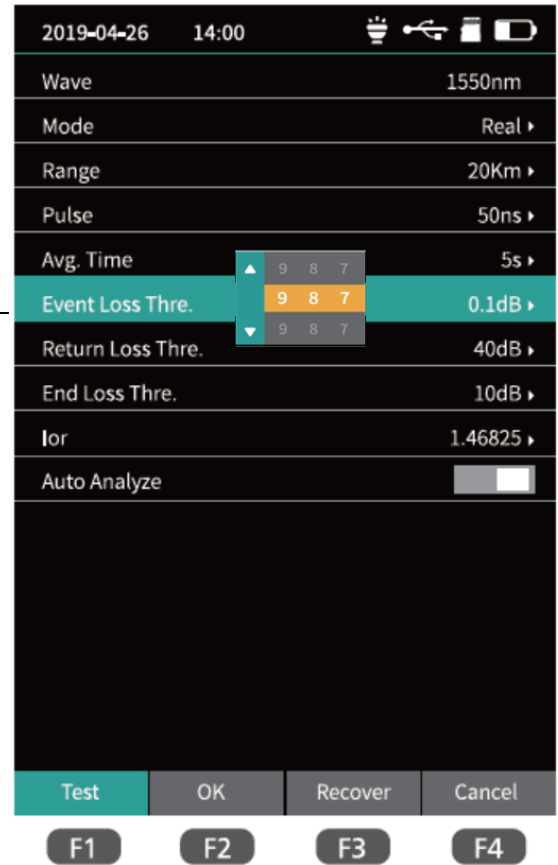 2019-04-26 14:00
Wave 1550nm
Mode Real
Range 20Km
Pulse 50ns
Avg. Time 5s
9 8 7
Event Loss Thre. 9 8 7 0.1dB
9 8 7
Return Loss Thre. 40dB
End Loss Thre. 10dB
Ior 1.46825
Auto Analyze
Test OK Recover Cancel
F1 F2 F3 F4